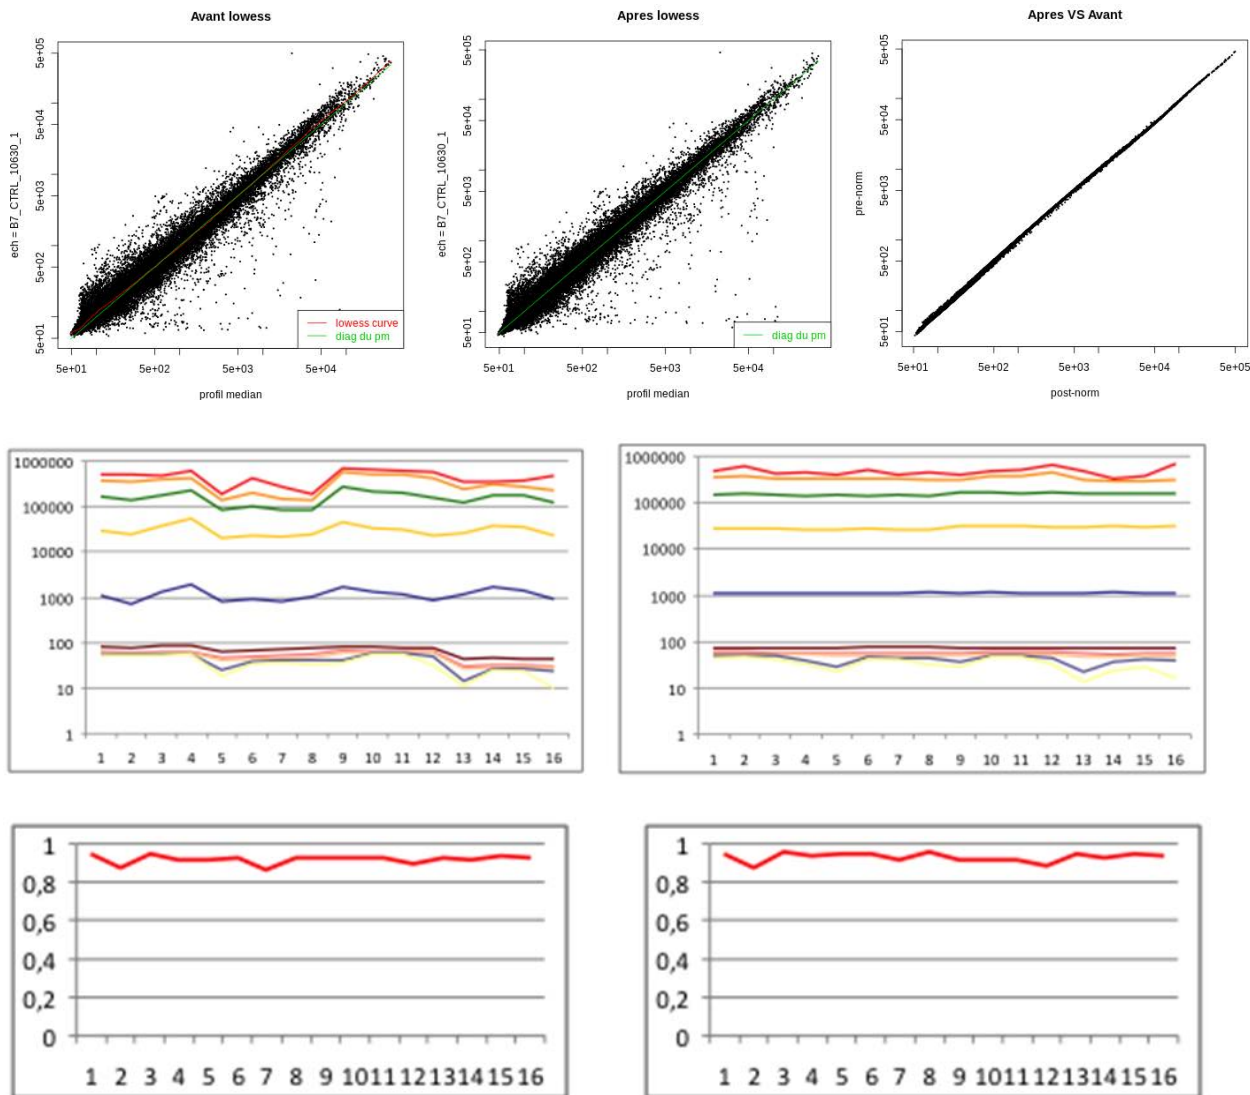 Avant lowess
5e+05
5e+04
5e+03
5e+02
5e+01
ech = B7_CTRL_10630_1
lowess curve
diag du pm
5e+01 5e+02 5e+03 5e+04
profil median
Apres lowess
5e+05
5e+04
5e+03
5e+02
5e+01
ech = B7_CTRL_10630_1
diag du pm
5e+01 5e+02 5e+03 5e+04
profil median
Apres VS Avant
5e+05
5e+04
5e+03
5e+02
5e+01
pre-norm
5e+01 5e+02 5e+03 5e+04 5e+05
post-norm
1000000
100000
10000
1000
100
10
1
1 2 3 4 5 6 7 8 9 10 11 12 13 14 15 16
1000000
100000
10000
1000
100
10
1
1 2 3 4 5 6 7 8 9 10 11 12 13 14 15 16
1
0,8
0,6
0,4
0,2
0
1 2 3 4 5 6 7 8 9 10 11 12 13 14 15 16
1
0,8
0,6
0,4
0,2
0
1 2 3 4 5 6 7 8 9 10 11 12 13 14 15 16